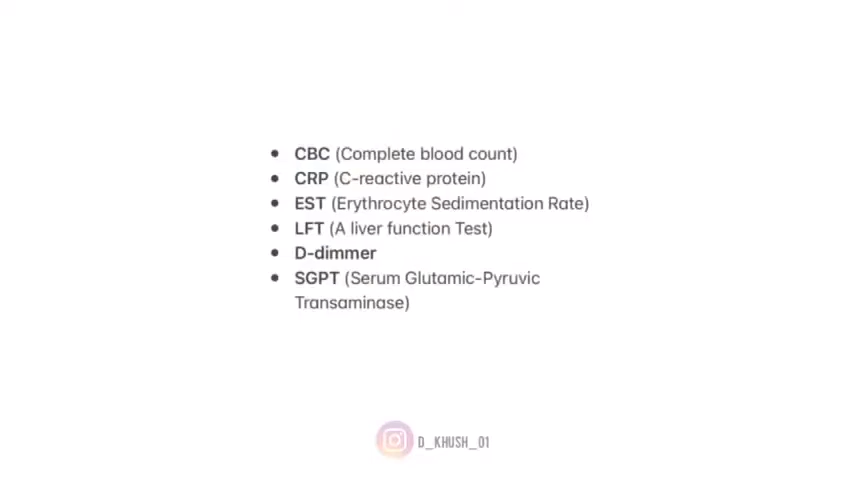 • CBC (Complete blood count)
• CRP (C-reactive protein)
• EST (Erythrocyte Sedimentation Rate)
• LFT (A liver function Test)
• D-dimmer
• SGPT (Serum Glutamic-Pyruvic
Transaminase)
D_KHUSH_01